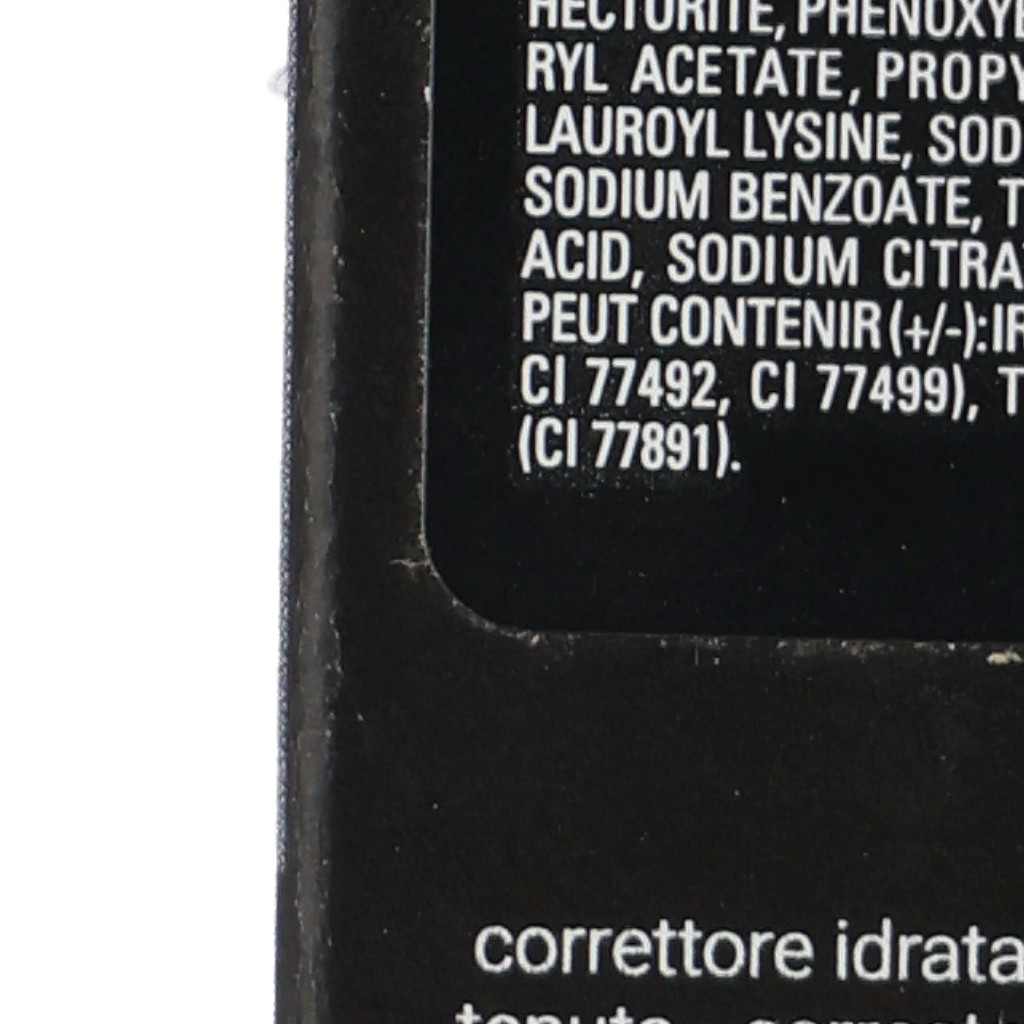 HECTORITE, PHENOXYE
RYL ACETATE, PROPY
LAUROYL LYSINE, SOD
SODIUM BENZOATE, T
ACID, SODIUM CITRA
PEUT CONTENIR (+/-): IR
CI 77492, CI 77499), T
(CI 77891).
correttore idrata